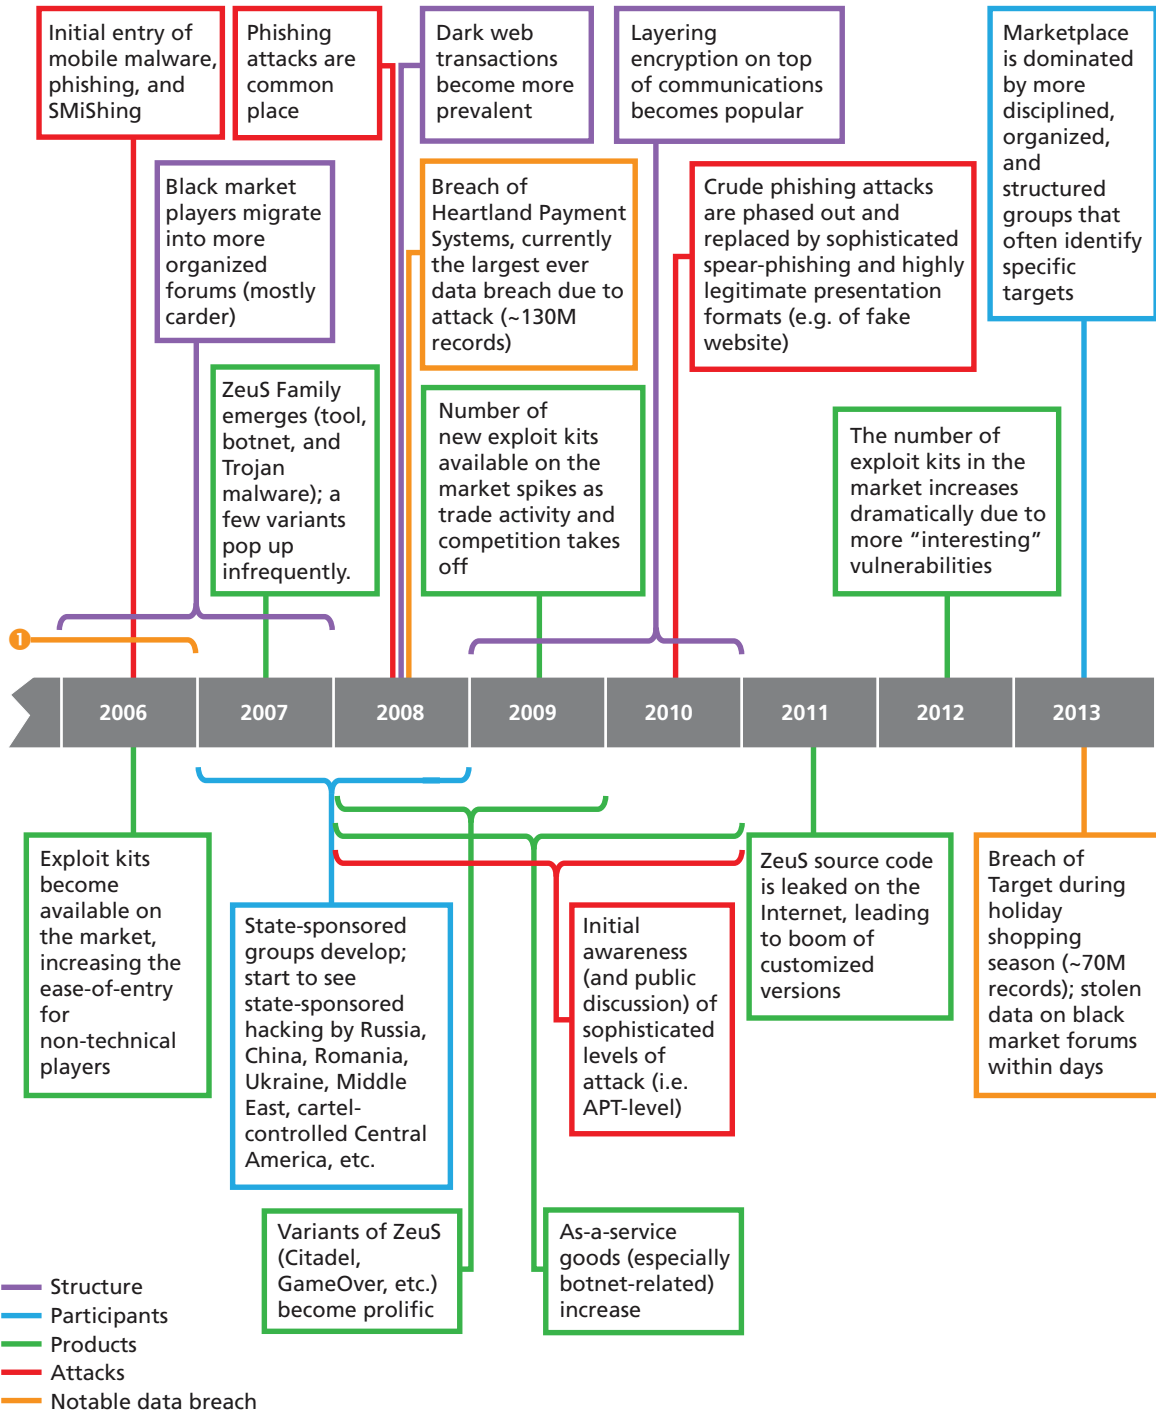 Initial entry of
mobile malware,
phishing, and
SMiShing
Phishing
attacks are
common
place
Dark web
transactions
become more
prevalent
Layering
encryption on top
of communications
becomes popular
Marketplace
is dominated
by more
disciplined,
organized,
and
structured
groups that
often identify
specific
targets
Black market
players migrate
into more
organized
forums (mostly
carder)
Breach of
Heartland Payment
Systems, currently
the largest ever
data breach due to
attack (~130M
records)
Crude phishing attacks
are phased out and
replaced by sophisticated
spear-phishing and highly
legitimate presentation
formats (e.g. of fake
website)
ZeuS Family
emerges (tool,
botnet, and
Trojan
malware); a
few variants
pop up
infrequently.
Number of
new exploit kits
available on the
market spikes as
trade activity and
competition takes
off
The number of
exploit kits in the
market increases
dramatically due to
more “interesting”
vulnerabilities
1
2006
2007
2008
2009
2010
2011
2012
2013
Exploit kits
become
available on
the market,
increasing the
ease-of-entry
for
non-technical
players
State-sponsored
groups develop;
start to see
state-sponsored
hacking by Russia,
China, Romania,
Ukraine, Middle
East, cartel-
controlled Central
America, etc.
Initial
awareness
(and public
discussion) of
sophisticated
levels of
attack (i.e.
APT-level)
ZeuS source code
is leaked on the
Internet, leading
to boom of
customized
versions
Breach of
Target during
holiday
shopping
season (~70M
records); stolen
data on black
market forums
within days
Variants of ZeuS
(Citadel,
GameOver, etc.)
become prolific
As-a-service
goods (especially
botnet-related)
increase
Structure
Participants
Products
Attacks
Notable data breach